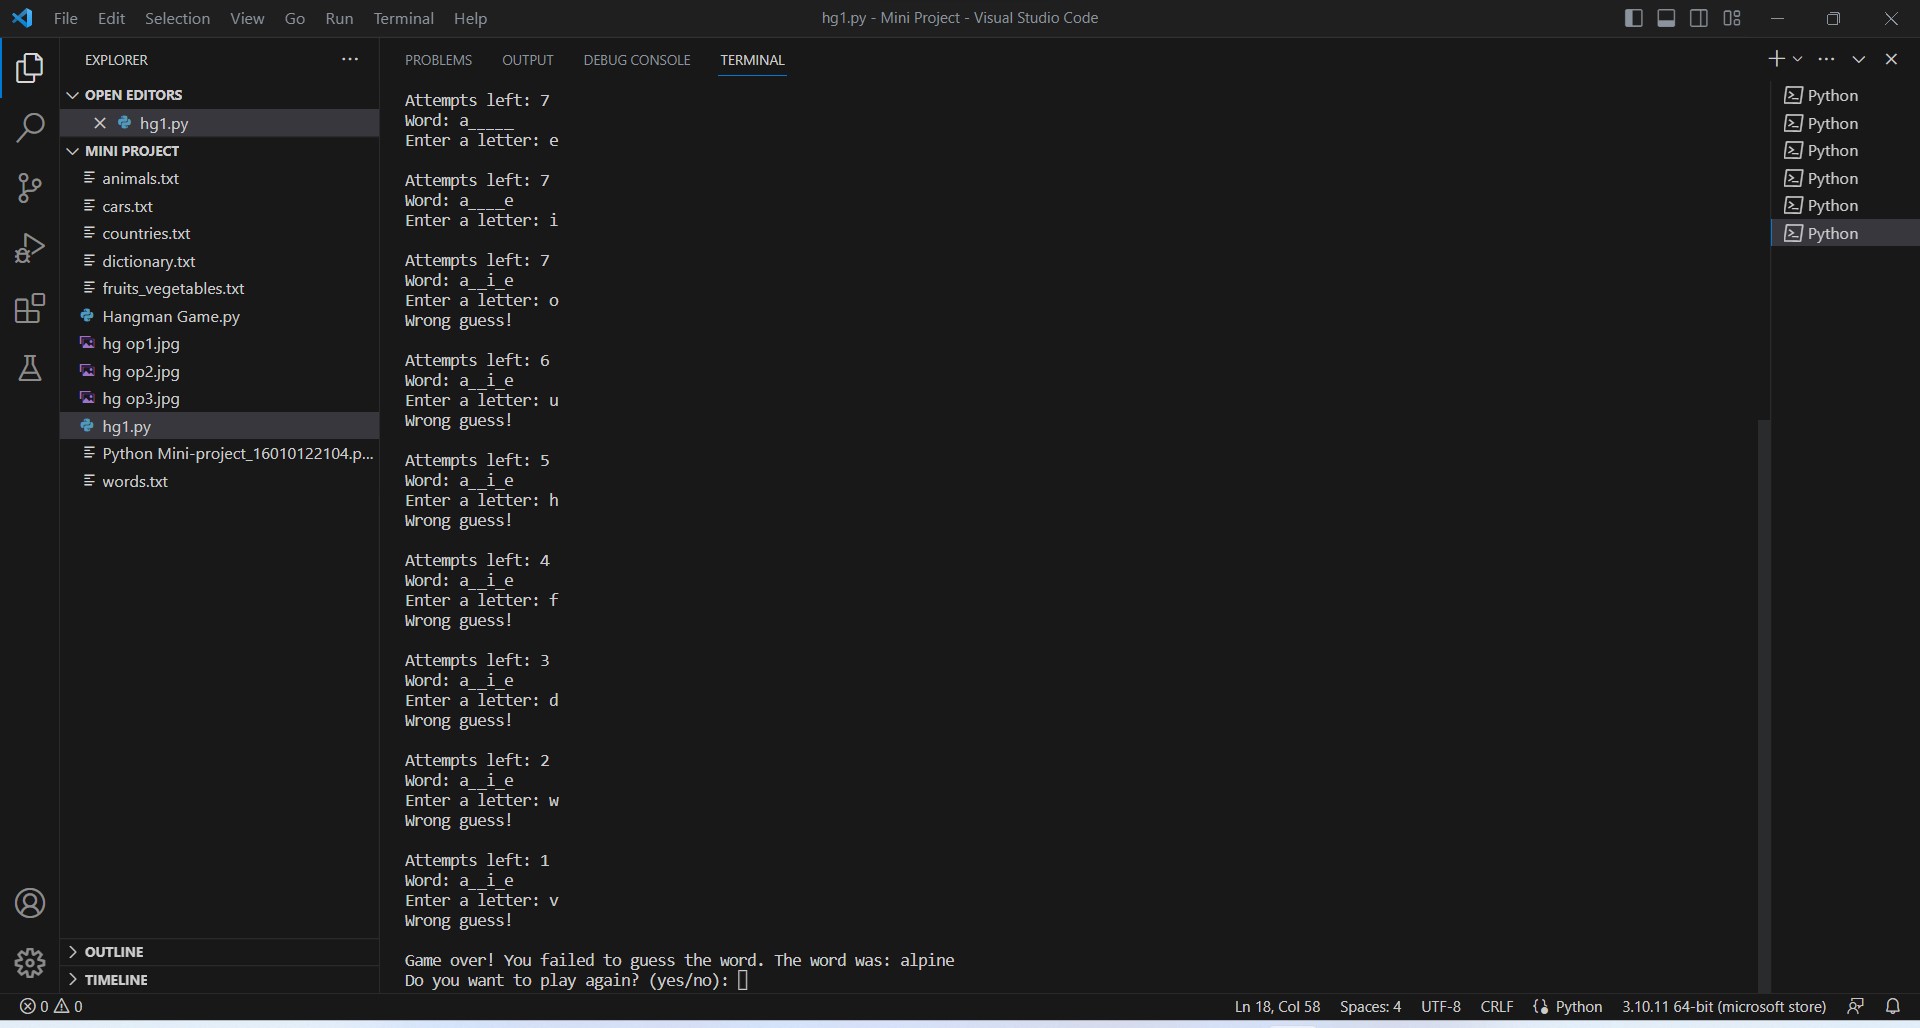 File Edit Selection View Go Run Terminal Help
hg1.py - Mini Project - Visual Studio Code
EXPLORER
OPEN EDITORS
hg1.py
MINI PROJECT
animals.txt
cars.txt
countries.txt
dictionary.txt
fruits_vegetables.txt
Hangman Game.py
hg op1.jpg
hg op2.jpg
hg op3.jpg
hg1.py
Python Mini-project_16010122104.p...
words.txt
OUTLINE
TIMELINE
PROBLEMS OUTPUT DEBUG CONSOLE TERMINAL
Attempts left: 7
Word: a_____
Enter a letter: e
Attempts left: 7
Word: a____e
Enter a letter: i
Attempts left: 7
Word: a__i_e
Enter a letter: o
Wrong guess!
Attempts left: 6
Word: a__i_e
Enter a letter: u
Wrong guess!
Attempts left: 5
Word: a__i_e
Enter a letter: h
Wrong guess!
Attempts left: 4
Word: a__i_e
Enter a letter: f
Wrong guess!
Attempts left: 3
Word: a__i_e
Enter a letter: d
Wrong guess!
Attempts left: 2
Word: a__i_e
Enter a letter: w
Wrong guess!
Attempts left: 1
Word: a__i_e
Enter a letter: v
Wrong guess!
Game over! You failed to guess the word. The word was: alpine
Do you want to play again? (yes/no):
Python
Python
Python
Python
Python
Python
0 0
Ln 18, Col 58 Spaces: 4 UTF-8 CRLF Python 3.10.11 64-bit (microsoft store)